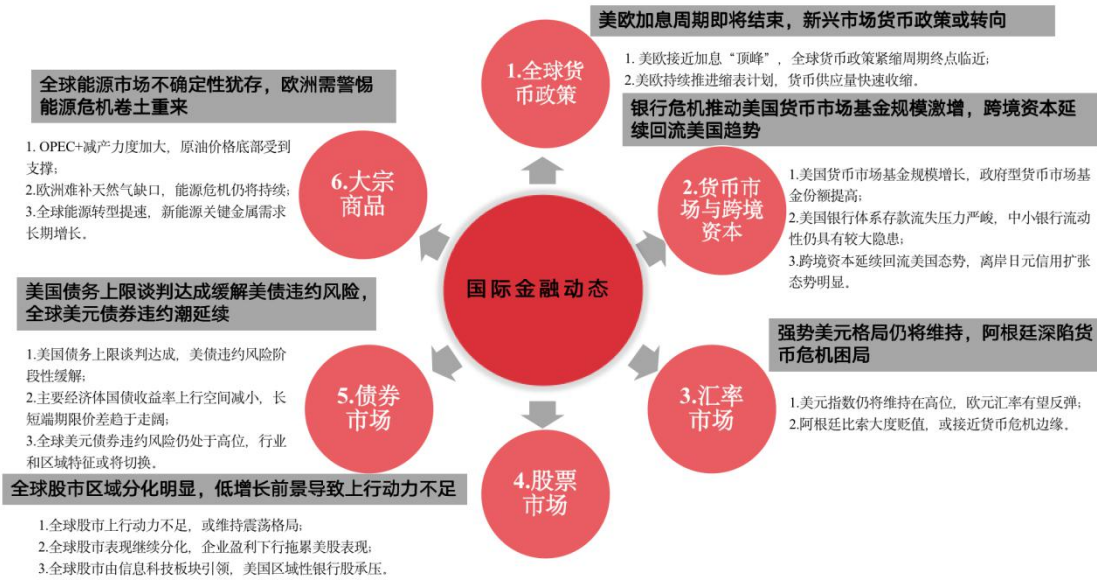 国际金融动态
1.全球货
币政策
美欧加息周期即将结束，新兴市场货币政策或转向
1. 美欧接近加息“顶峰”，全球货币政策紧缩周期终点临近;
2.美欧持续推进缩表计划，货币供应量快速收缩。
2.货币市
场与跨境
资本
银行危机推动美国货币市场基金规模激增，跨境资本延
续回流美国趋势
1.美国货币市场基金规模增长，政府型货币市场基
金份额提高;
2.美国银行体系存款流失压力严峻，中小银行流动
性仍具有较大隐患;
3.跨境资本延续回流美国态势，离岸日元信用扩张
态势明显。
3.汇率
市场
强势美元格局仍将维持，阿根廷深陷货
币危机困局
1.美元指数仍将维持在高位，欧元汇率有望反弹;
2.阿根廷比索大度贬值，或接近货币危机边缘。
4.股票
市场
全球股市区域分化明显，低增长前景导致上行动力不足
1.全球股市上行动力不足，或维持震荡格局;
2.全球股市表现继续分化，企业盈利下行拖累美股表现;
3.全球股市由信息科技板块引领，美国区域性银行股承压。
5.债券
市场
美国债务上限谈判达成缓解美债违约风险，
全球美元债券违约潮延续
1.美国债务上限谈判达成，美债违约风险阶
段性缓解;
2.主要经济体国债收益率上行空间减小，长
短端期限价差趋于走阔;
3.全球美元债券违约风险仍处于高位，行业
和区域特征或将切换。
6.大宗
商品
全球能源市场不确定性犹存，欧洲需警惕
能源危机卷土重来
1. OPEC+减产力度加大，原油价格底部受到
支撑;
2.欧洲难补天然气缺口，能源危机仍将持续;
3.全球能源转型提速，新能源关键金属需求
长期增长。